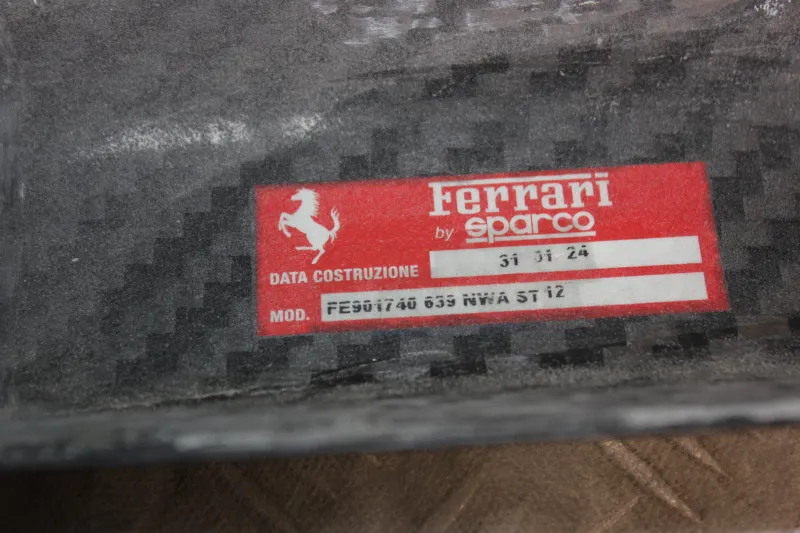 Ferrari
by sparco
DATA COSTRUZIONE 31 01 24
MOD. FE901740 639 NWA ST 12